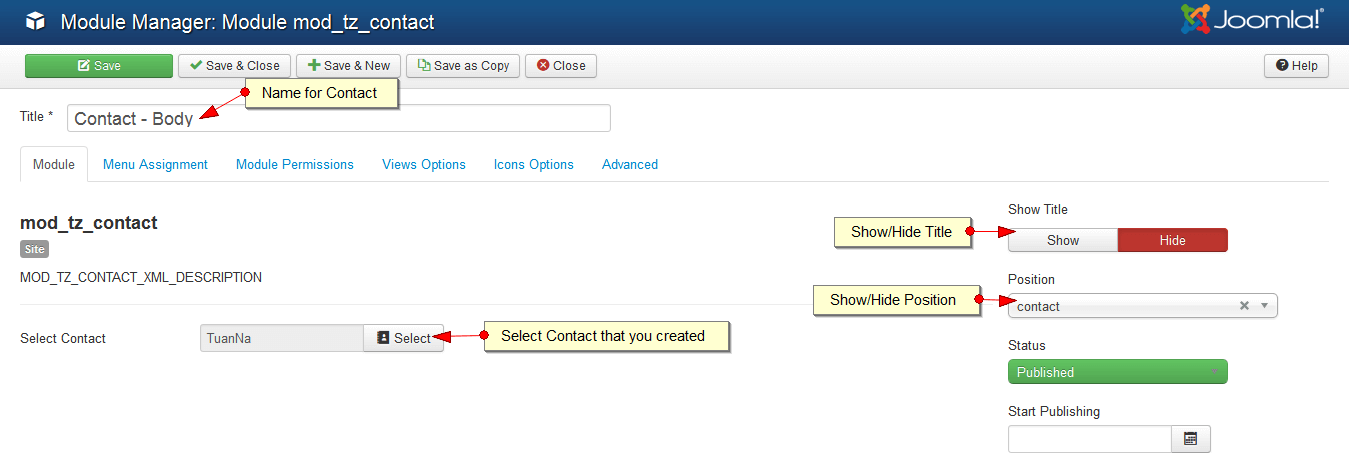 Module Manager: Module mod_tz_contact
Joomla!®
Save
Save & Close
Save & New
Save as Copy
Close
Help
Name for Contact
Title *
Contact - Body
Module
Menu Assignment
Module Permissions
Views Options
Icons Options
Advanced
mod_tz_contact
Site
MOD_TZ_CONTACT_XML_DESCRIPTION
Select Contact
TuanNa
Select
Select Contact that you created
Show Title
Show/Hide Title
Show
Hide
Position
Show/Hide Position
contact
Status
Published
Start Publishing